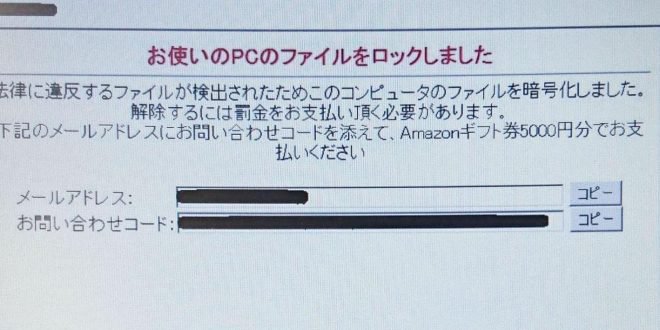 お使いのPCのファイルをロックしました
法律に違反するファイルが検出されたためこのコンピュータのファイルを暗号化しました。
解除するには罰金をお支払い頂く必要があります。
下記のメールアドレスにお問い合わせコードを添えて、Amazonギフト券5000円分でお支
払いください
メールアドレス: コピー
お問い合わせコード: コピー